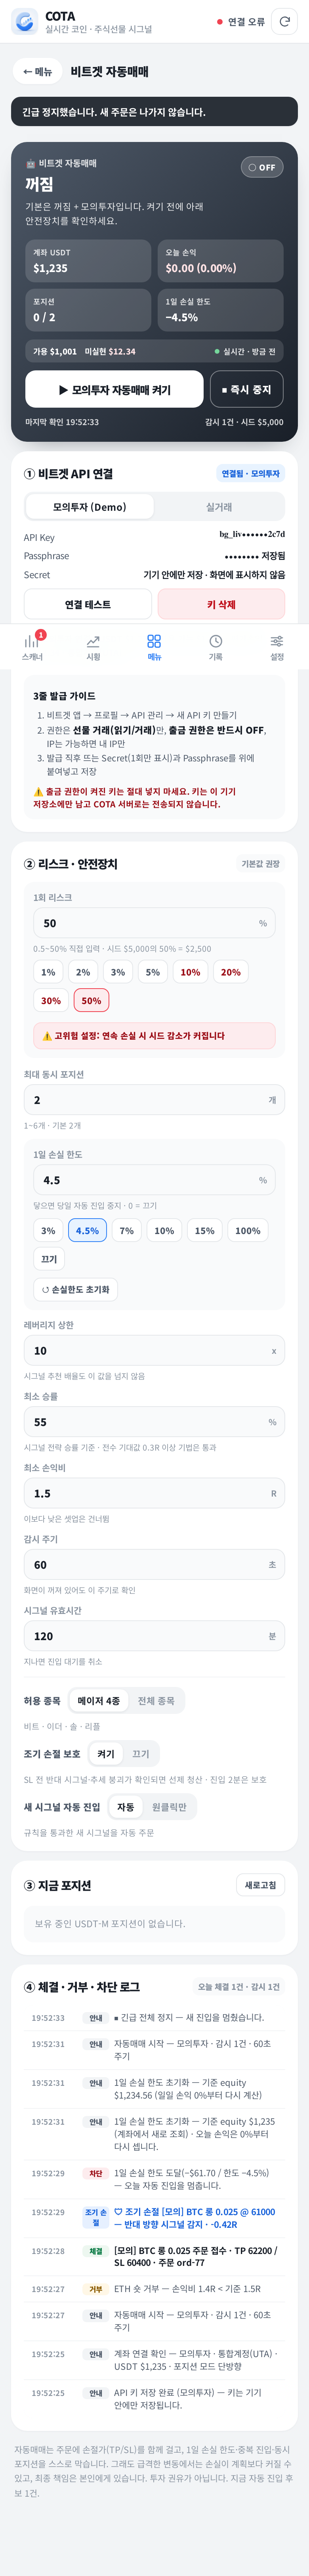 COTA
실시간 코인 · 주식선물 시그널
연결 오류
← 메뉴
비트겟 자동매매
긴급 정지했습니다. 새 주문은 나가지 않습니다.
🤖 비트겟 자동매매
OFF
꺼짐
기본은 꺼짐 + 모의투자입니다. 켜기 전에 아래
안전장치를 확인하세요.
계좌 USDT
$1,235
오늘 손익
$0.00 (0.00%)
포지션
0 / 2
1일 손실 한도
−4.5%
가용 $1,001 미실현 $12.34
실시간 · 방금 전
▶ 모의투자 자동매매 켜기
■ 즉시 중지
마지막 확인 19:52:33
감시 1건 · 시드 $5,000
① 비트겟 API 연결
연결됨 · 모의투자
모의투자 (Demo)
실거래
API Key
bg_liv••••••2c7d
Passphrase
•••••••• 저장됨
Secret
기기 안에만 저장 · 화면에 표시하지 않음
연결 테스트
키 삭제
1
스캐너
시황
메뉴
기록
설정
3줄 발급 가이드
1. 비트겟 앱 → 프로필 → API 관리 → 새 API 키 만들기
2. 권한은 선물 거래(읽기/거래)만, 출금 권한은 반드시 OFF,
IP는 가능하면 내 IP만
3. 발급 직후 뜨는 Secret(1회만 표시)과 Passphrase를 위에
붙여넣고 저장
⚠️ 출금 권한이 켜진 키는 절대 넣지 마세요. 키는 이 기기
저장소에만 남고 COTA 서버로는 전송되지 않습니다.
② 리스크 · 안전장치
기본값 권장
1회 리스크
50
%
0.5~50% 직접 입력 · 시드 $5,000의 50% = $2,500
1%
2%
3%
5%
10%
20%
30%
50%
⚠️ 고위험 설정: 연속 손실 시 시드 감소가 커집니다
최대 동시 포지션
2
개
1~6개 · 기본 2개
1일 손실 한도
4.5
%
닿으면 당일 자동 진입 중지 · 0 = 끄기
3%
4.5%
7%
10%
15%
100%
끄기
↺ 손실한도 초기화
레버리지 상한
10
x
시그널 추천 배율도 이 값을 넘지 않음
최소 승률
55
%
시그널 전략 승률 기준 · 전수 기대값 0.3R 이상 기법은 통과
최소 손익비
1.5
R
이보다 낮은 셋업은 건너뜀
감시 주기
60
초
화면이 꺼져 있어도 이 주기로 확인
시그널 유효시간
120
분
지나면 진입 대기를 취소
허용 종목
메이저 4종
전체 종목
비트 · 이더 · 솔 · 리플
조기 손절 보호
켜기
끄기
SL 전 반대 시그널·추세 붕괴가 확인되면 선제 청산 · 진입 2분은 보호
새 시그널 자동 진입
자동
원클릭만
규칙을 통과한 새 시그널을 자동 주문
③ 지금 포지션
새로고침
보유 중인 USDT-M 포지션이 없습니다.
④ 체결 · 거부 · 차단 로그
오늘 체결 1건 · 감시 1건
19:52:33 안내 ■ 긴급 전체 정지 — 새 진입을 멈췄습니다.
19:52:31 안내 자동매매 시작 — 모의투자 · 감시 1건 · 60초
주기
19:52:31 안내 1일 손실 한도 초기화 — 기준 equity
$1,234.56 (일일 손익 0%부터 다시 계산)
19:52:31 안내 1일 손실 한도 초기화 — 기준 equity $1,235
(계좌에서 새로 조회) · 오늘 손익은 0%부터
다시 셉니다.
19:52:29 차단 1일 손실 한도 도달(−$61.70 / 한도 −4.5%)
— 오늘 자동 진입을 멈춥니다.
19:52:29 조기 손절 🛡 조기 손절 [모의] BTC 롱 0.025 @ 61000
— 반대 방향 시그널 감지 · -0.42R
19:52:28 체결 [모의] BTC 롱 0.025 주문 접수 · TP 62200 /
SL 60400 · 주문 ord-77
19:52:27 거부 ETH 숏 거부 — 손익비 1.4R < 기준 1.5R
19:52:27 안내 자동매매 시작 — 모의투자 · 감시 1건 · 60초
주기
19:52:25 안내 계좌 연결 확인 — 모의투자 · 통합계정(UTA) ·
USDT $1,235 · 포지션 모드 단방향
19:52:25 안내 API 키 저장 완료 (모의투자) — 키는 기기
안에만 저장됩니다.
자동매매는 주문에 손절가(TP/SL)를 함께 걸고, 1일 손실 한도·중복 진입·동시
포지션을 스스로 막습니다. 그래도 급격한 변동에서는 손실이 계획보다 커질 수
있고, 최종 책임은 본인에게 있습니다. 투자 권유가 아닙니다. 지금 자동 진입 후
보 1건.